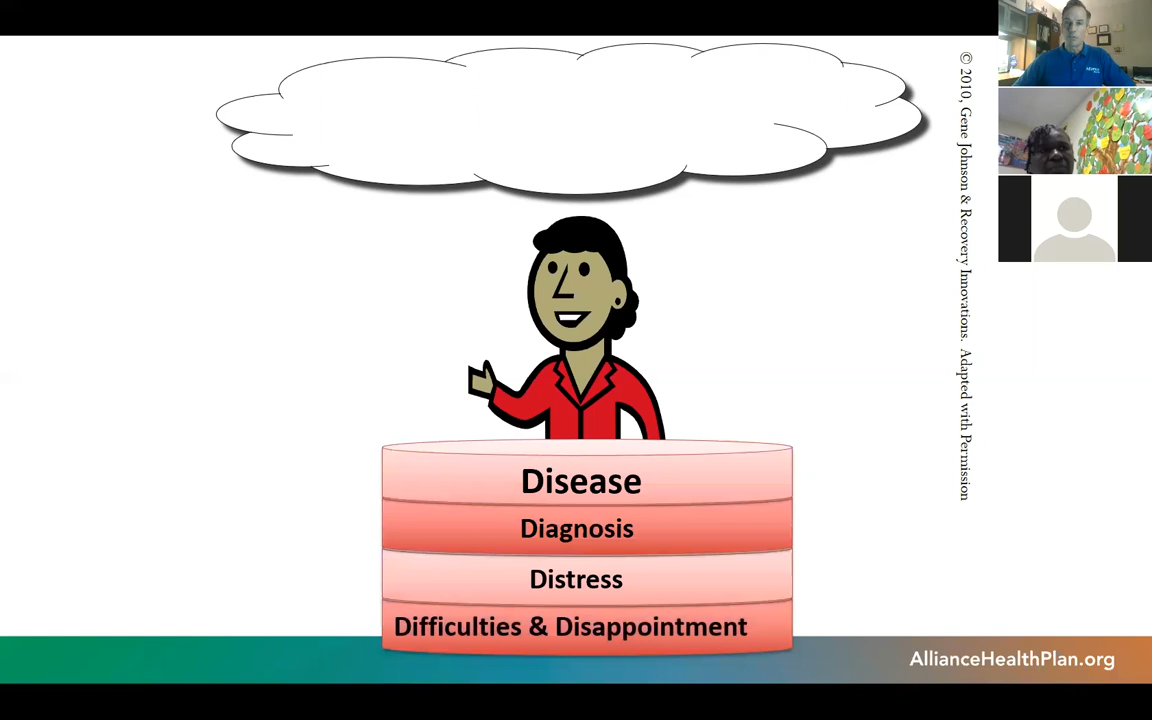 Disease
Diagnosis
Distress
Difficulties & Disappointment
© 2010, Gene Johnson & Recovery Innovations.  Adapted with Permission
AllianceHealthPlan.org